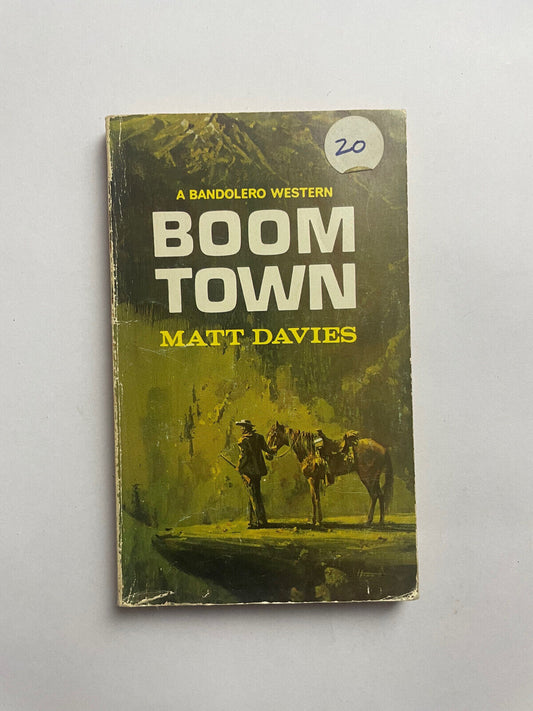 20
A BANDOLERO WESTERN
BOOM
TOWN
MATT DAVIES